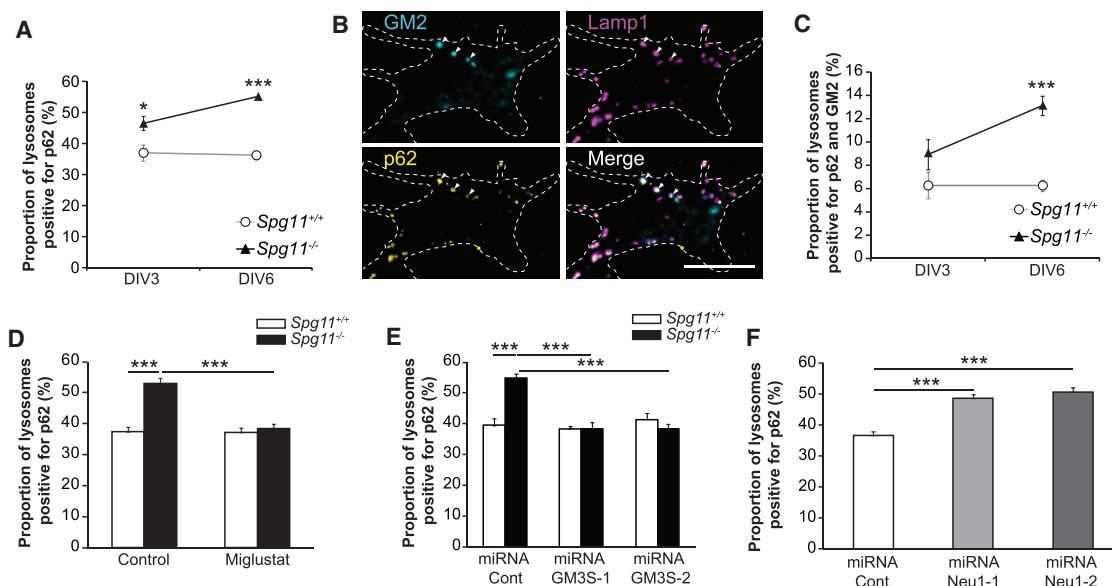 A
Proportion of lysosomes
positive for p62 (%)
60
50
40
30
20
10
0
*
***
Spg11+/+
Spg11-/-
DIV3
DIV6
B
GM2
Lamp1
p62
Merge
C
Proportion of lysosomes
positive for p62 and GM2 (%)
16
14
12
10
8
6
4
2
0
***
Spg11+/+
Spg11-/-
DIV3
DIV6
D
Proportion of lysosomes
positive for p62 (%)
60
50
40
30
20
10
0
Spg11+/+
Spg11-/-
***
***
Control
Miglustat
E
Proportion of lysosomes
positive for p62 (%)
60
50
40
30
20
10
0
Spg11+/+
Spg11-/-
***
***
***
miRNA
Cont
miRNA
GM3S-1
miRNA
GM3S-2
F
Proportion of lysosomes
positive for p62 (%)
60
50
40
30
20
10
0
***
***
miRNA
Cont
miRNA
Neu1-1
miRNA
Neu1-2